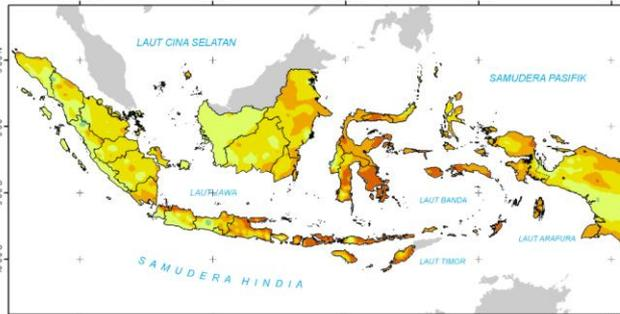 LAUT CINA SELATAN
SAMUDERA PASIFIK
LAUT JAWA
LAUT BANDA
LAUT ARAFURA
LAUT TIMOR
SAMUDERA HINDIA